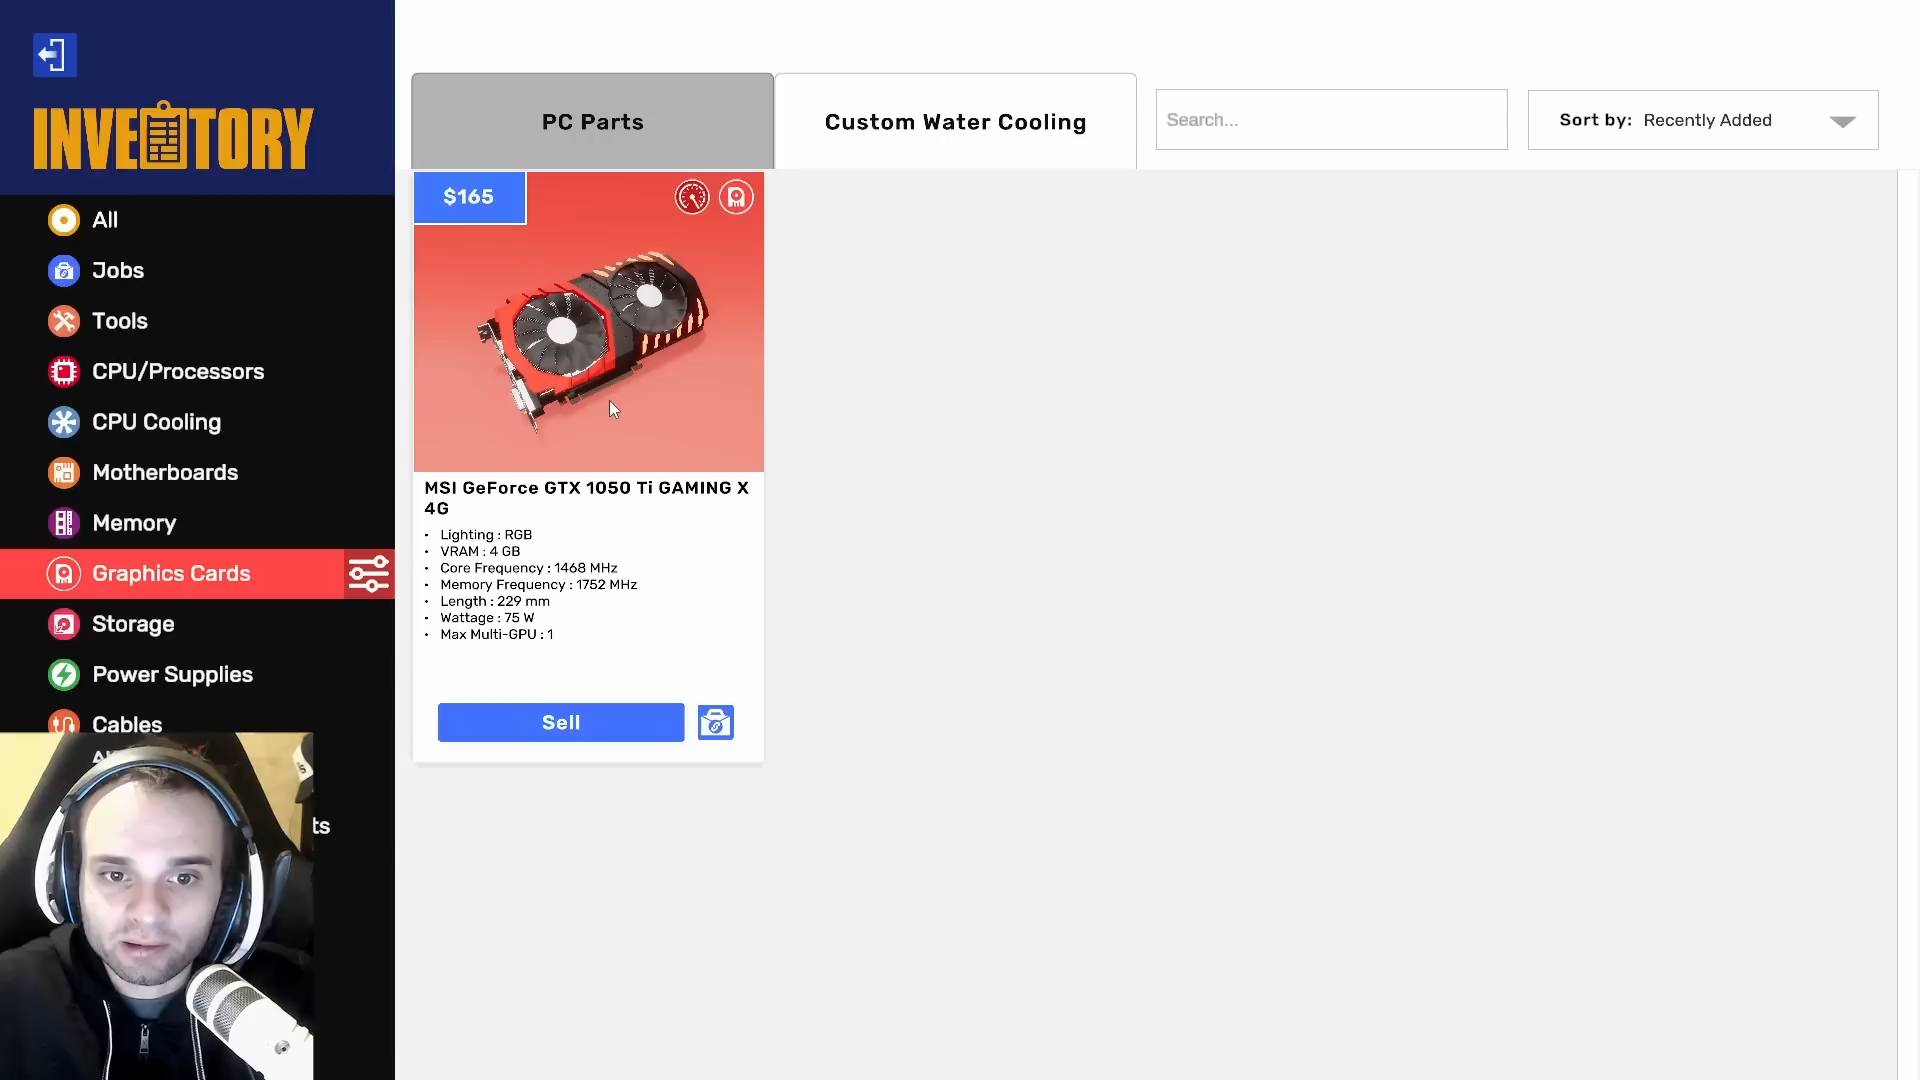 INVENTORY
PC Parts
Custom Water Cooling
Search...
Sort by: Recently Added
All
Jobs
Tools
CPU/Processors
CPU Cooling
Motherboards
Memory
Graphics Cards
Storage
Power Supplies
Cables
ts
$165
MSI GeForce GTX 1050 Ti GAMING X
4G
• Lighting : RGB
• VRAM : 4 GB
• Core Frequency : 1468 MHz
• Memory Frequency : 1752 MHz
• Length : 229 mm
• Wattage : 75 W
• Max Multi-GPU : 1
Sell